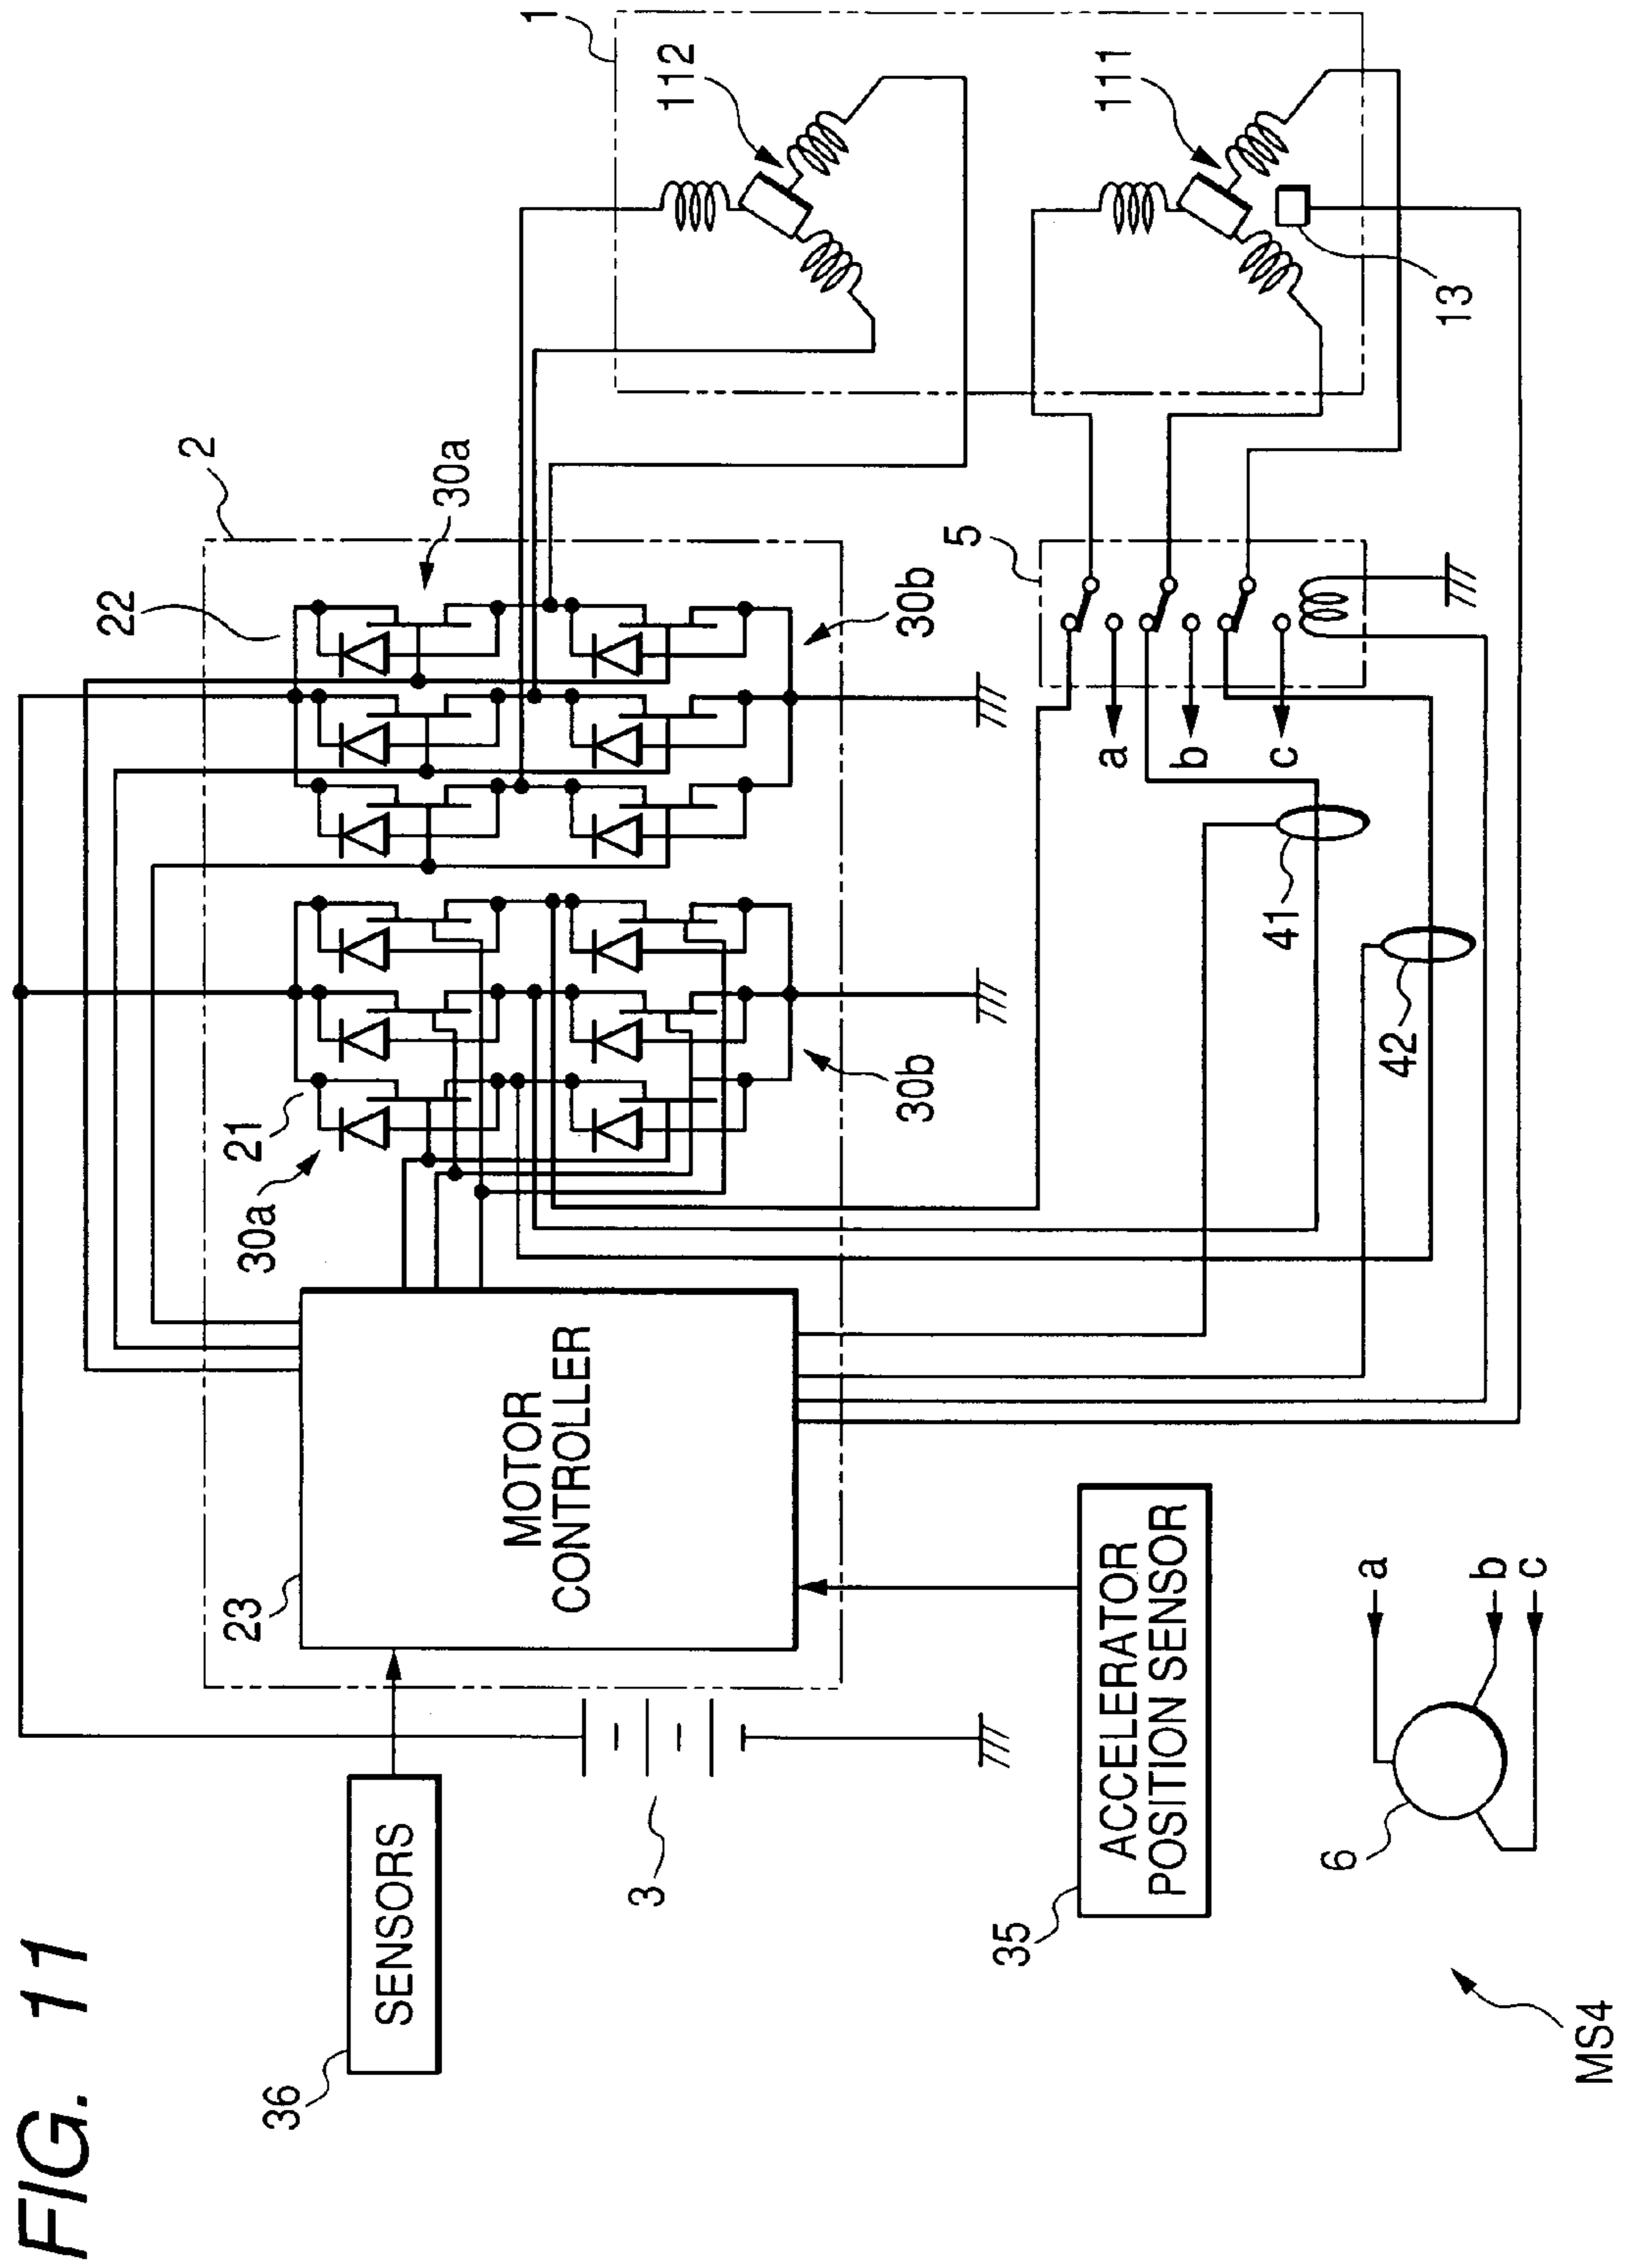 FIG. 11
36
SENSORS
3
23
MOTOR
CONTROLLER
35
ACCELERATOR
POSITION SENSOR
MS4
6
a
b
c
30a
21
30b
22
2
30a
30b
5
a
b
c
41
42
1
112
111
13